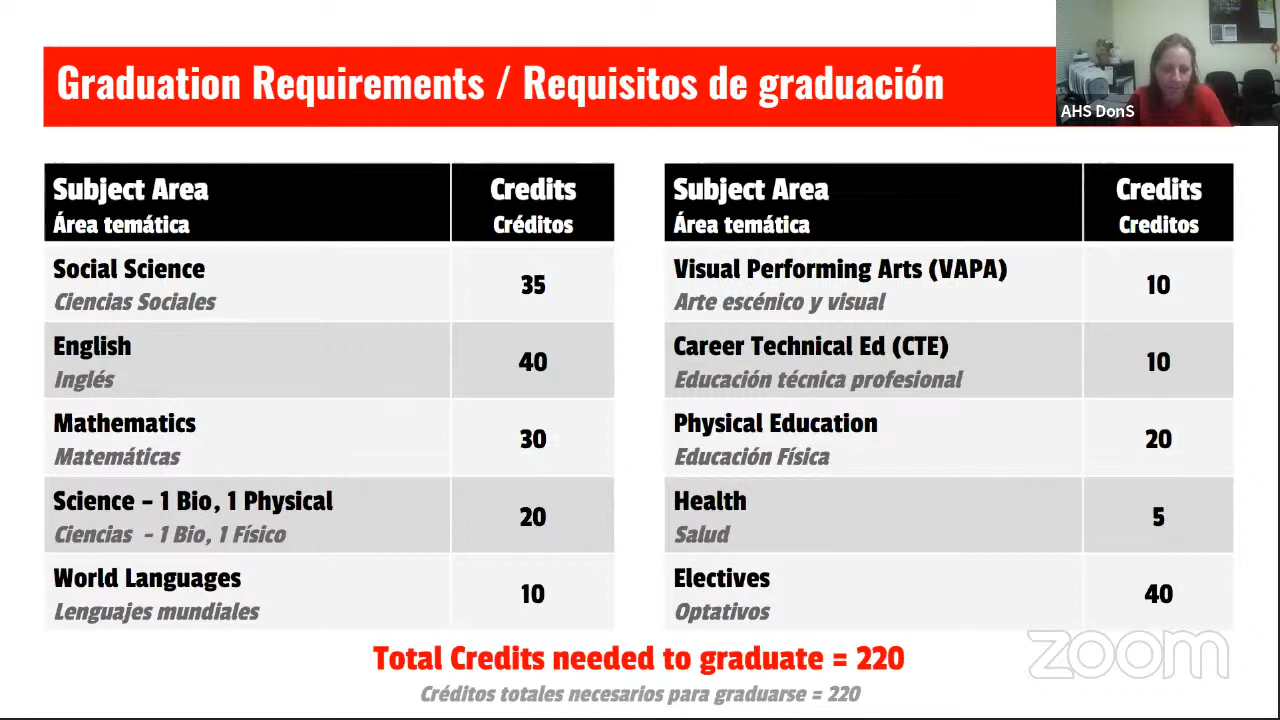 Graduation Requirements / Requisitos de graduación
AHS DonS
Subject Area Credits
Área temática Créditos
Social Science 35
Ciencias Sociales
English 40
Inglés
Mathematics 30
Matemáticas
Science – 1 Bio, 1 Physical 20
Ciencias – 1 Bio, 1 Físico
World Languages 10
Lenguajes mundiales
Subject Area Credits
Área temática Creditos
Visual Performing Arts (VAPA) 10
Arte escénico y visual
Career Technical Ed (CTE) 10
Educación técnica profesional
Physical Education 20
Educación Física
Health 5
Salud
Electives 40
Optativos
Total Credits needed to graduate = 220
Créditos totales necesarios para graduarse = 220
zoom